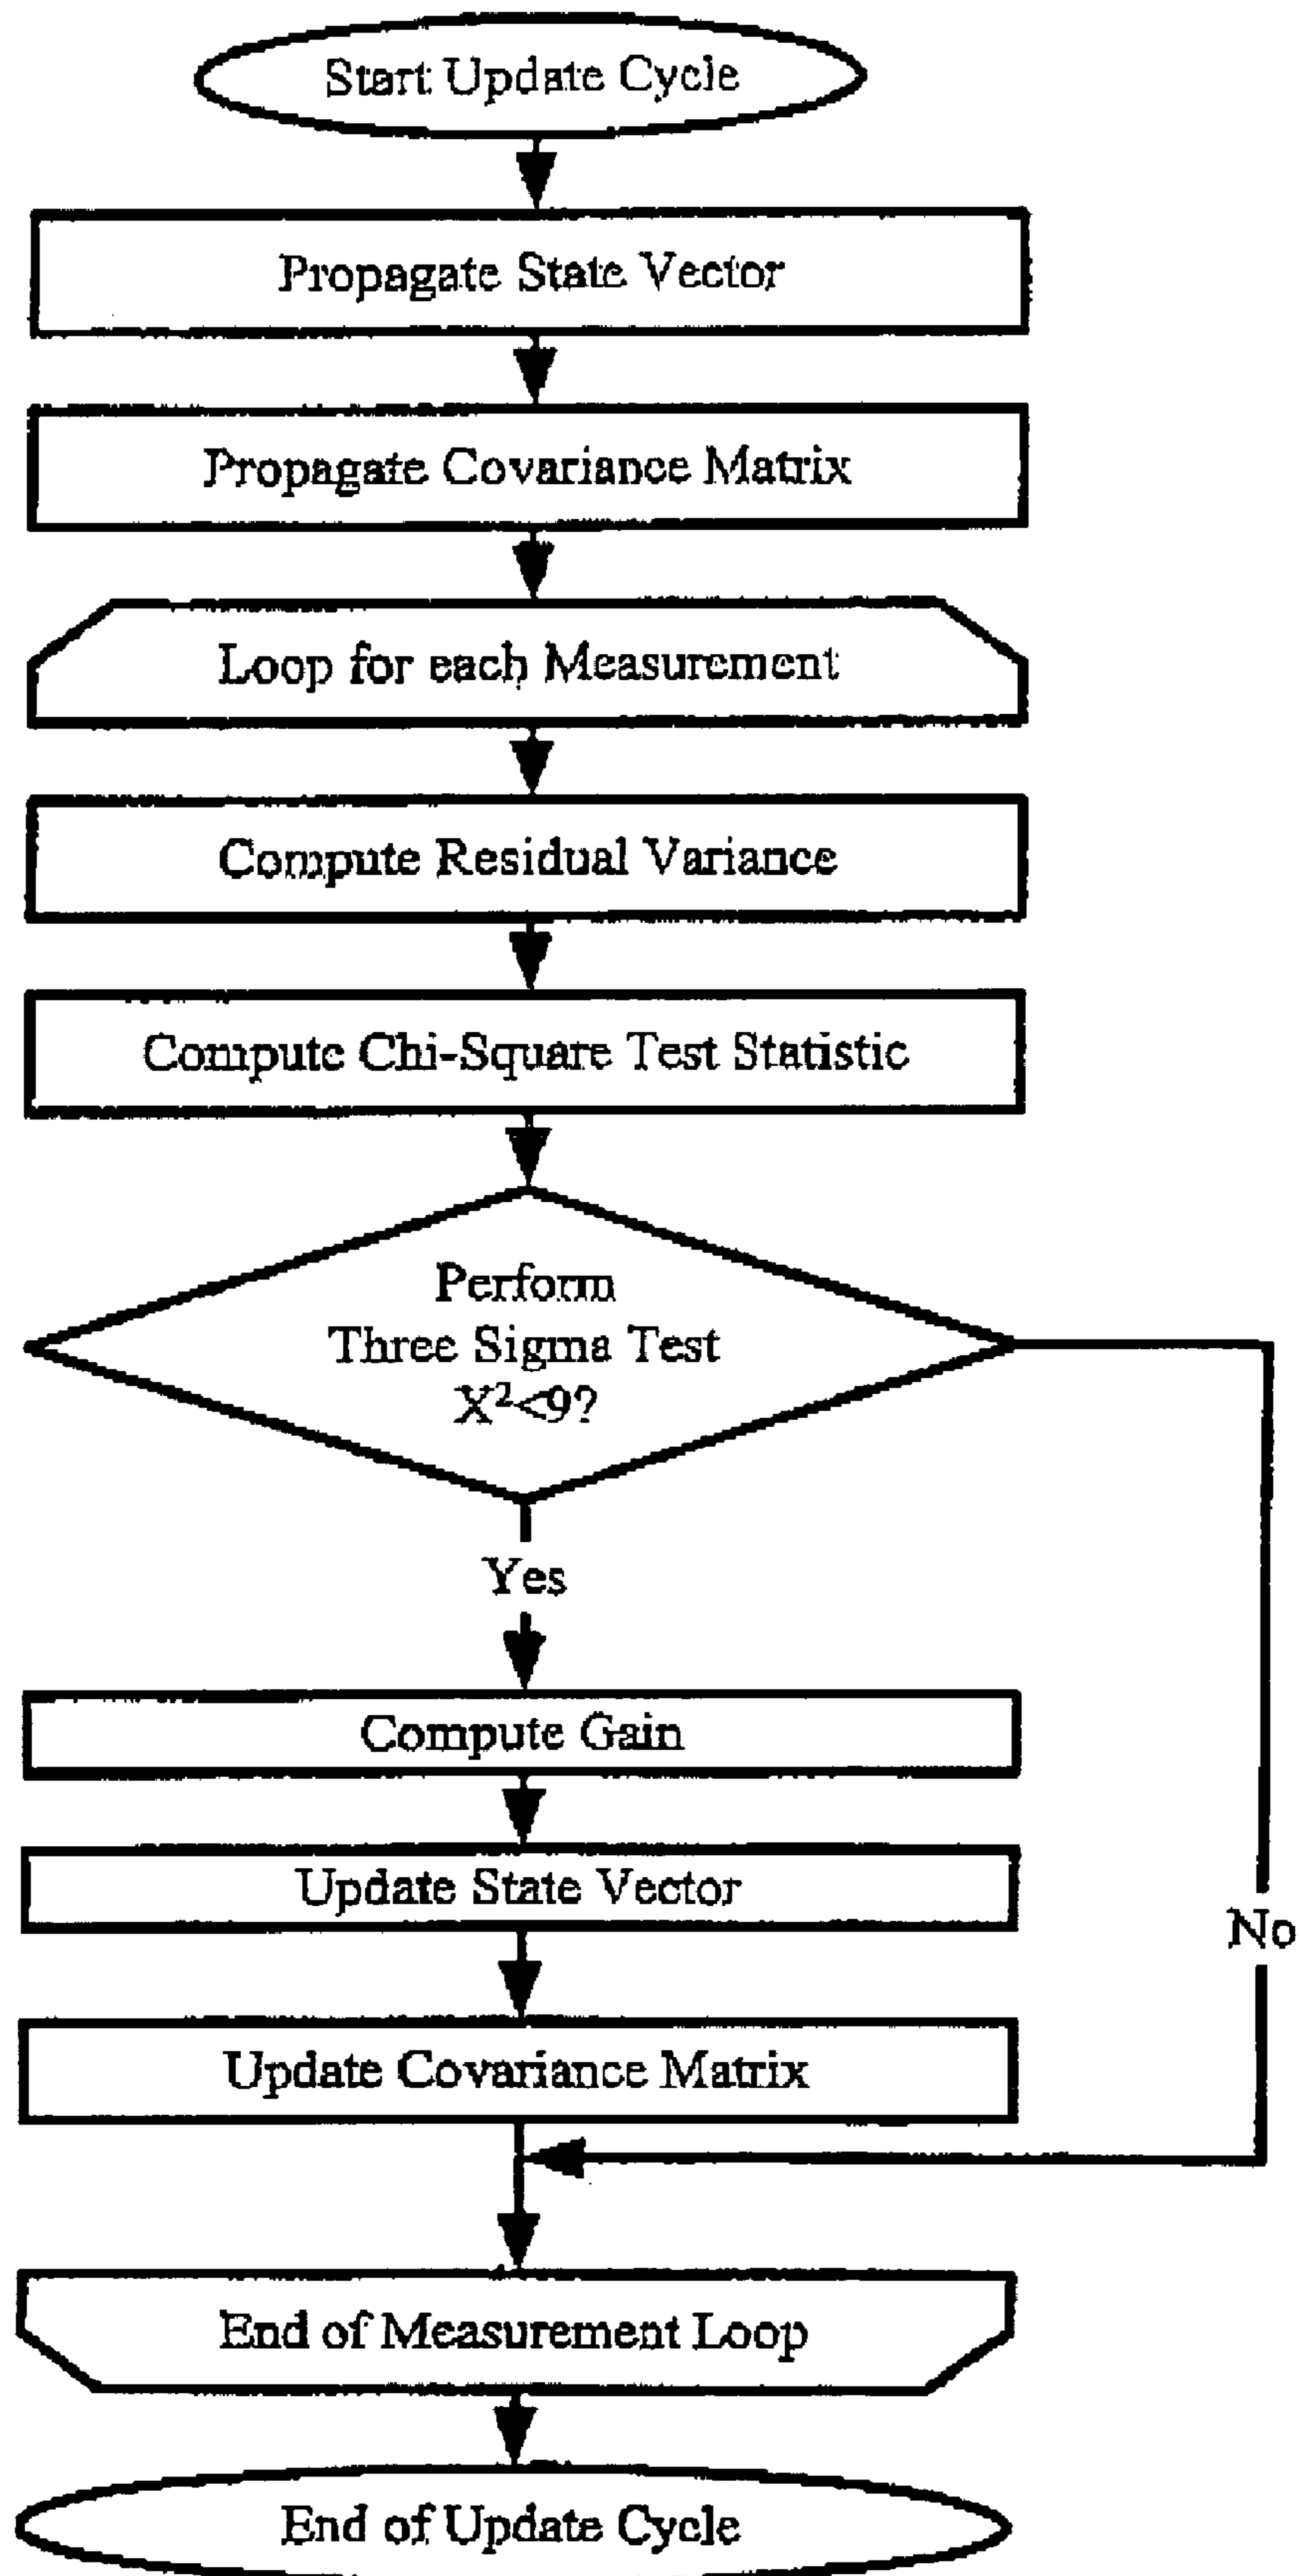 Start Update Cycle
Propagate State Vector
Propagate Covariance Matrix
Loop for each Measurement
Compute Residual Variance
Compute Chi-Square Test Statistic
Perform
Three Sigma Test
X²<9?
Yes
Compute Gain
Update State Vector
No
Update Covariance Matrix
End of Measurement Loop
End of Update Cycle